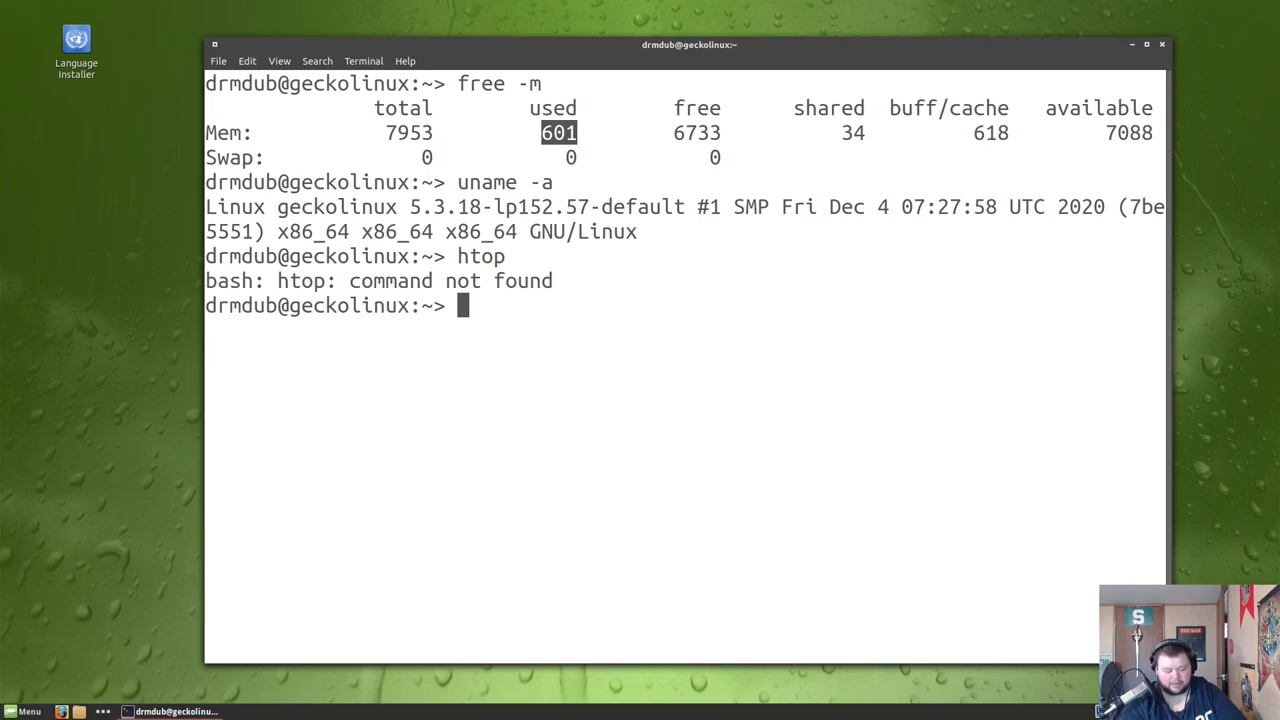 Language
Installer
drmdub@geckolinux:~
File Edit View Search Terminal Help
drmdub@geckolinux:~> free -m
total used free shared buff/cache available
Mem: 7953 601 6733 34 618 7088
Swap: 0 0 0
drmdub@geckolinux:~> uname -a
Linux geckolinux 5.3.18-lp152.57-default #1 SMP Fri Dec 4 07:27:58 UTC 2020 (7be
5551) x86_64 x86_64 x86_64 GNU/Linux
drmdub@geckolinux:~> htop
bash: htop: command not found
drmdub@geckolinux:~>
S
Menu drmdub@geckolinu...